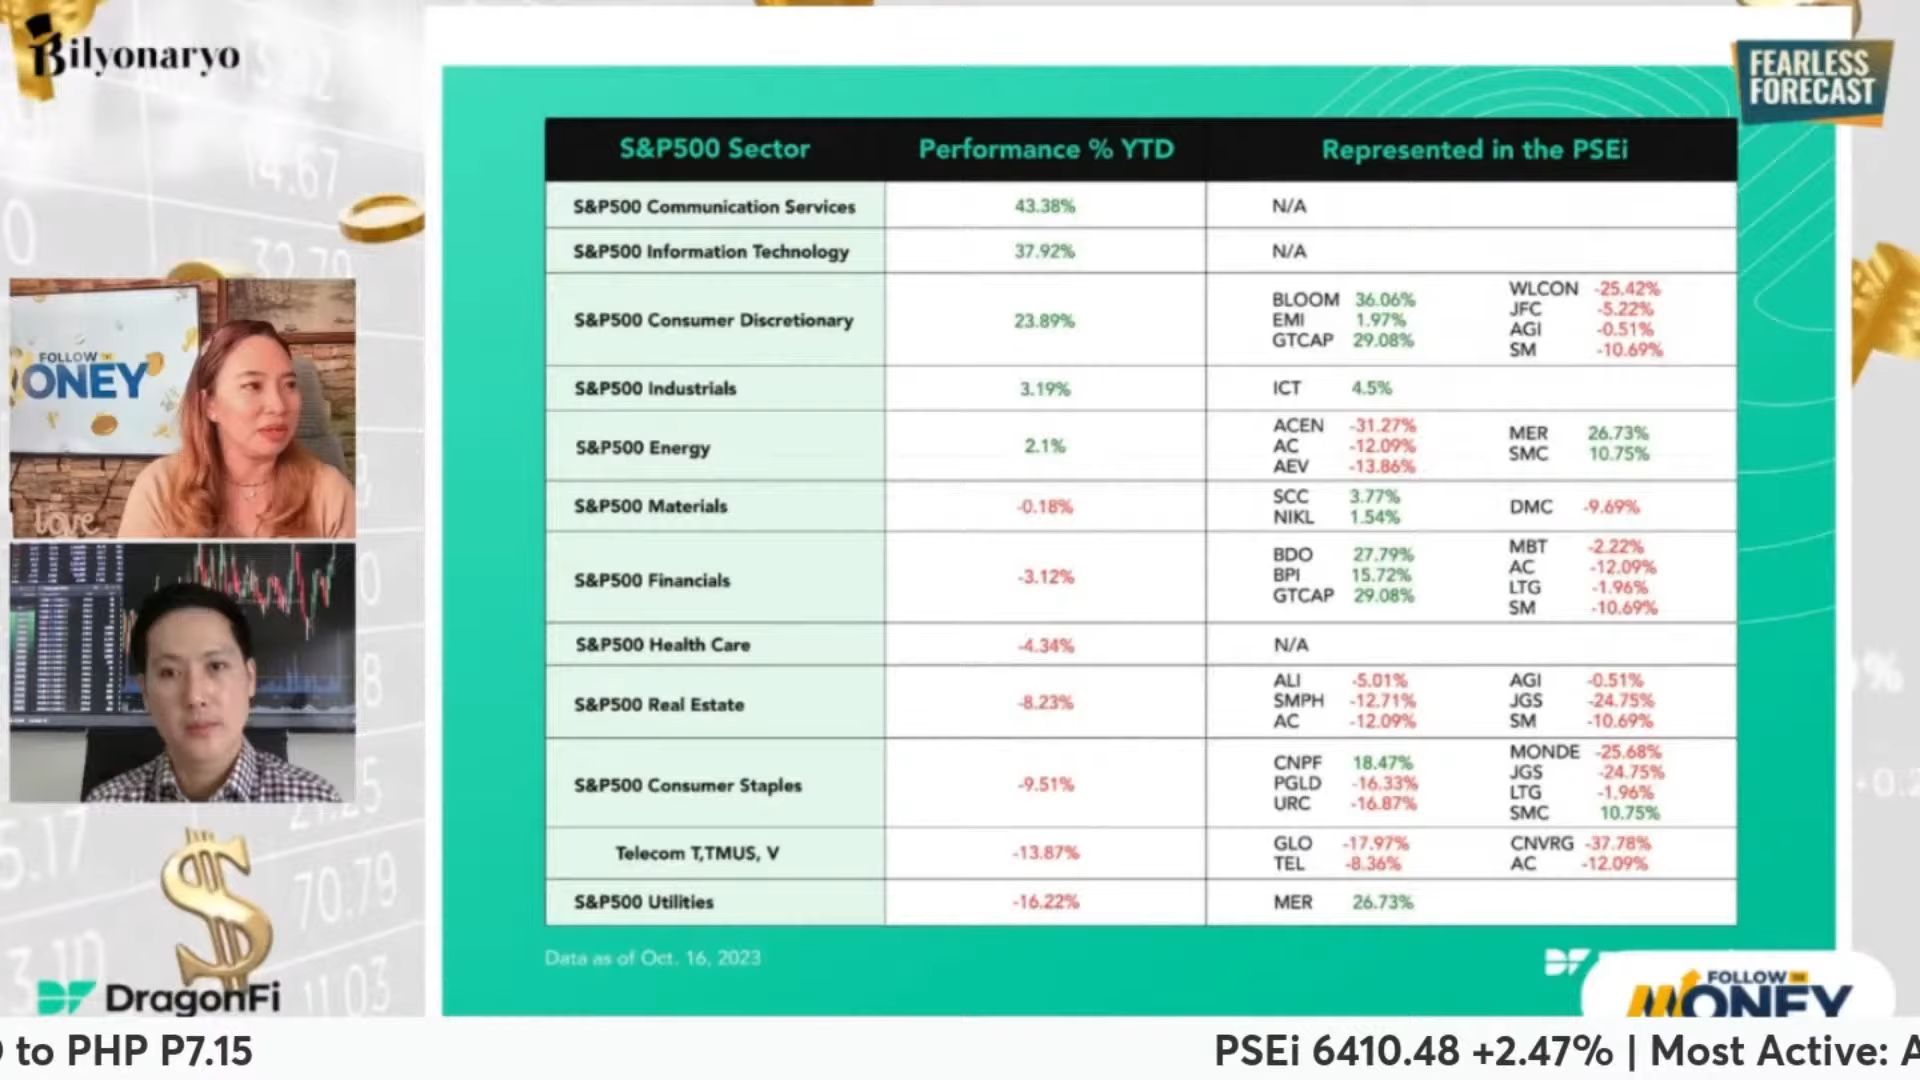 Bilyonaryo
FEARLESS
FORECAST
S&P500 Sector Performance % YTD Represented in the PSEi
S&P500 Communication Services 43.38% N/A
S&P500 Information Technology 37.92% N/A
S&P500 Consumer Discretionary 23.89%
BLOOM 36.06% WLCON -25.42%
EMI 1.97% JFC -5.22%
GTCAP 29.08% AGI -0.51%
SM -10.69%
S&P500 Industrials 3.19% ICT 4.5%
S&P500 Energy 2.1%
ACEN -31.27% MER 26.73%
AC -12.09% SMC 10.75%
AEV -13.86%
S&P500 Materials -0.18%
SCC 3.77% DMC -9.69%
NIKL 1.54%
S&P500 Financials -3.12%
BDO 27.79% MBT -2.22%
BPI 15.72% AC -12.09%
GTCAP 29.08% LTG -1.96%
SM -10.69%
S&P500 Health Care -4.34% N/A
S&P500 Real Estate -8.23%
ALI -5.01% AGI -0.51%
SMPH -12.71% JGS -24.75%
AC -12.09% SM -10.69%
S&P500 Consumer Staples -9.51%
CNPF 18.47% MONDE -25.68%
PGLD -16.33% JGS -24.75%
URC -16.87% LTG -1.96%
SMC 10.75%
Telecom T,TMUS, V -13.87%
GLO -17.97% CNVRG -37.78%
TEL -8.36% AC -12.09%
S&P500 Utilities -16.22% MER 26.73%
Data as of Oct. 16, 2023
FOLLOW THE
MONEY
love
DragonFi
FOLLOW THE
MONEY
to PHP P7.15 PSEi 6410.48 +2.47% | Most Active: A